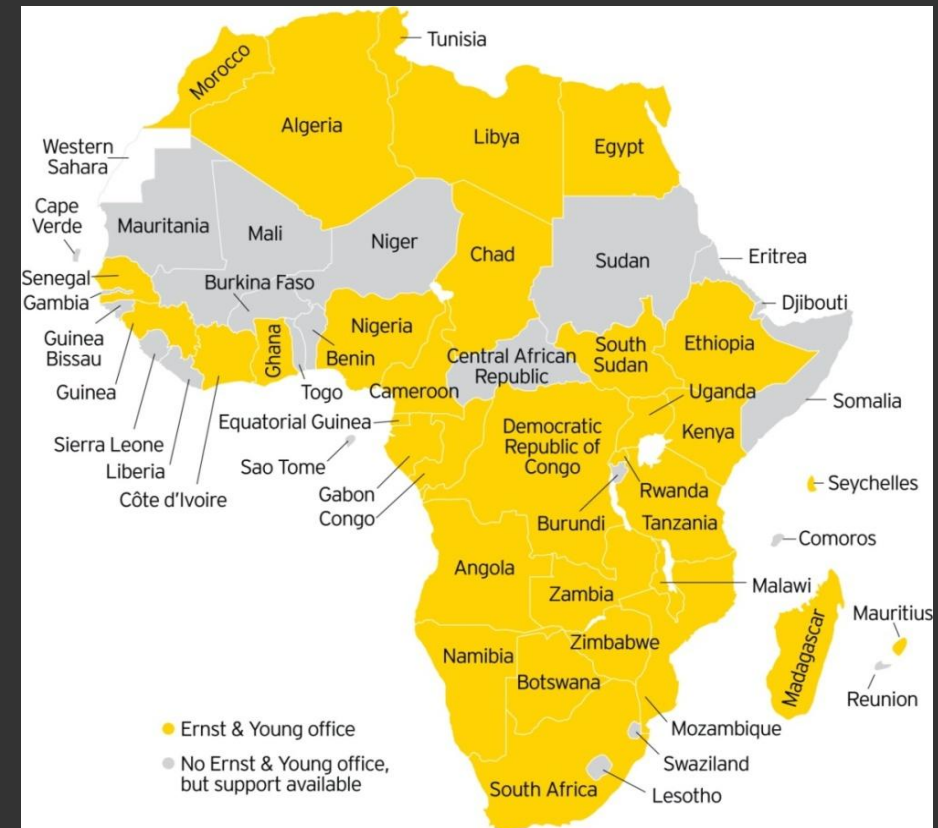 Tunisia
Morocco
Algeria
Libya
Egypt
Western
Sahara
Cape
Verde
Mauritania
Mali
Niger
Chad
Sudan
Eritrea
Senegal
Burkina Faso
Gambia
Djibouti
Guinea
Bissau
Nigeria
Ghana
Benin
Central African
Republic
South
Sudan
Ethiopia
Guinea
Togo
Cameroon
Uganda
Somalia
Equatorial Guinea
Democratic
Republic of
Congo
Kenya
Sierra Leone
Liberia
Sao Tome
Côte d'Ivoire
Gabon
Congo
Rwanda
Seychelles
Burundi
Tanzania
Comoros
Angola
Zambia
Malawi
Mauritius
Madagascar
Zimbabwe
Namibia
Botswana
Reunion
Mozambique
Ernst & Young office
No Ernst & Young office,
but support available
Swaziland
South Africa
Lesotho